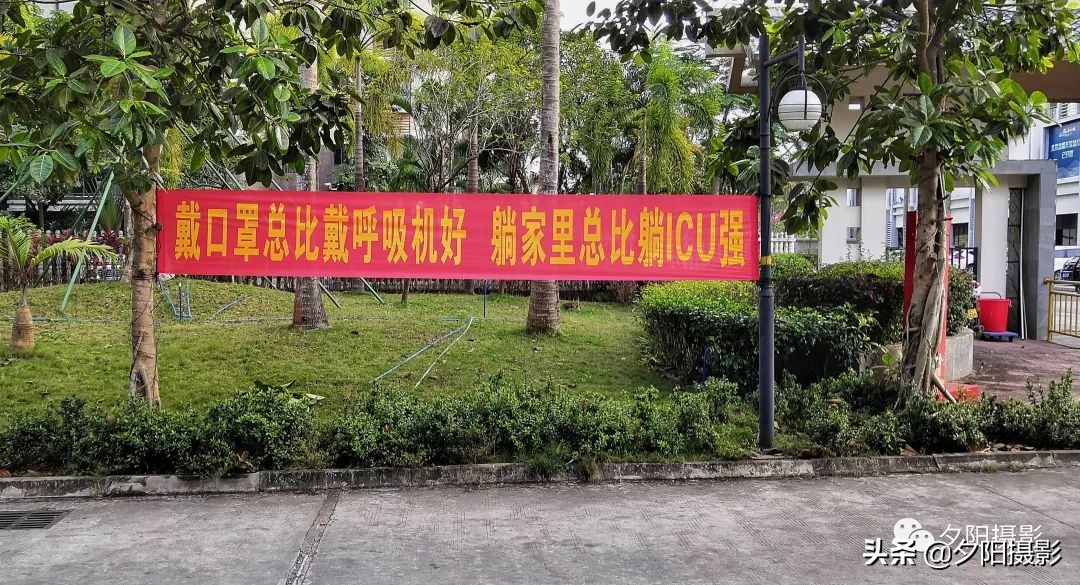 戴口罩总比戴呼吸机好 躺家里总比躺ICU强
夕阳摄影
头条@夕阳摄影